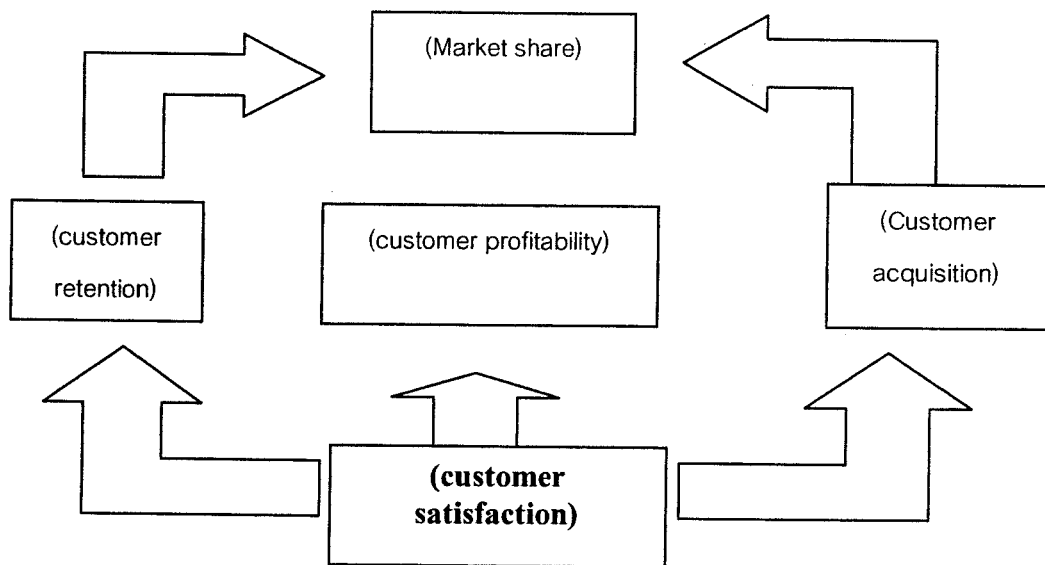 (Market share)
(customer
retention)
(customer profitability)
(Customer
acquisition)
(customer
satisfaction)